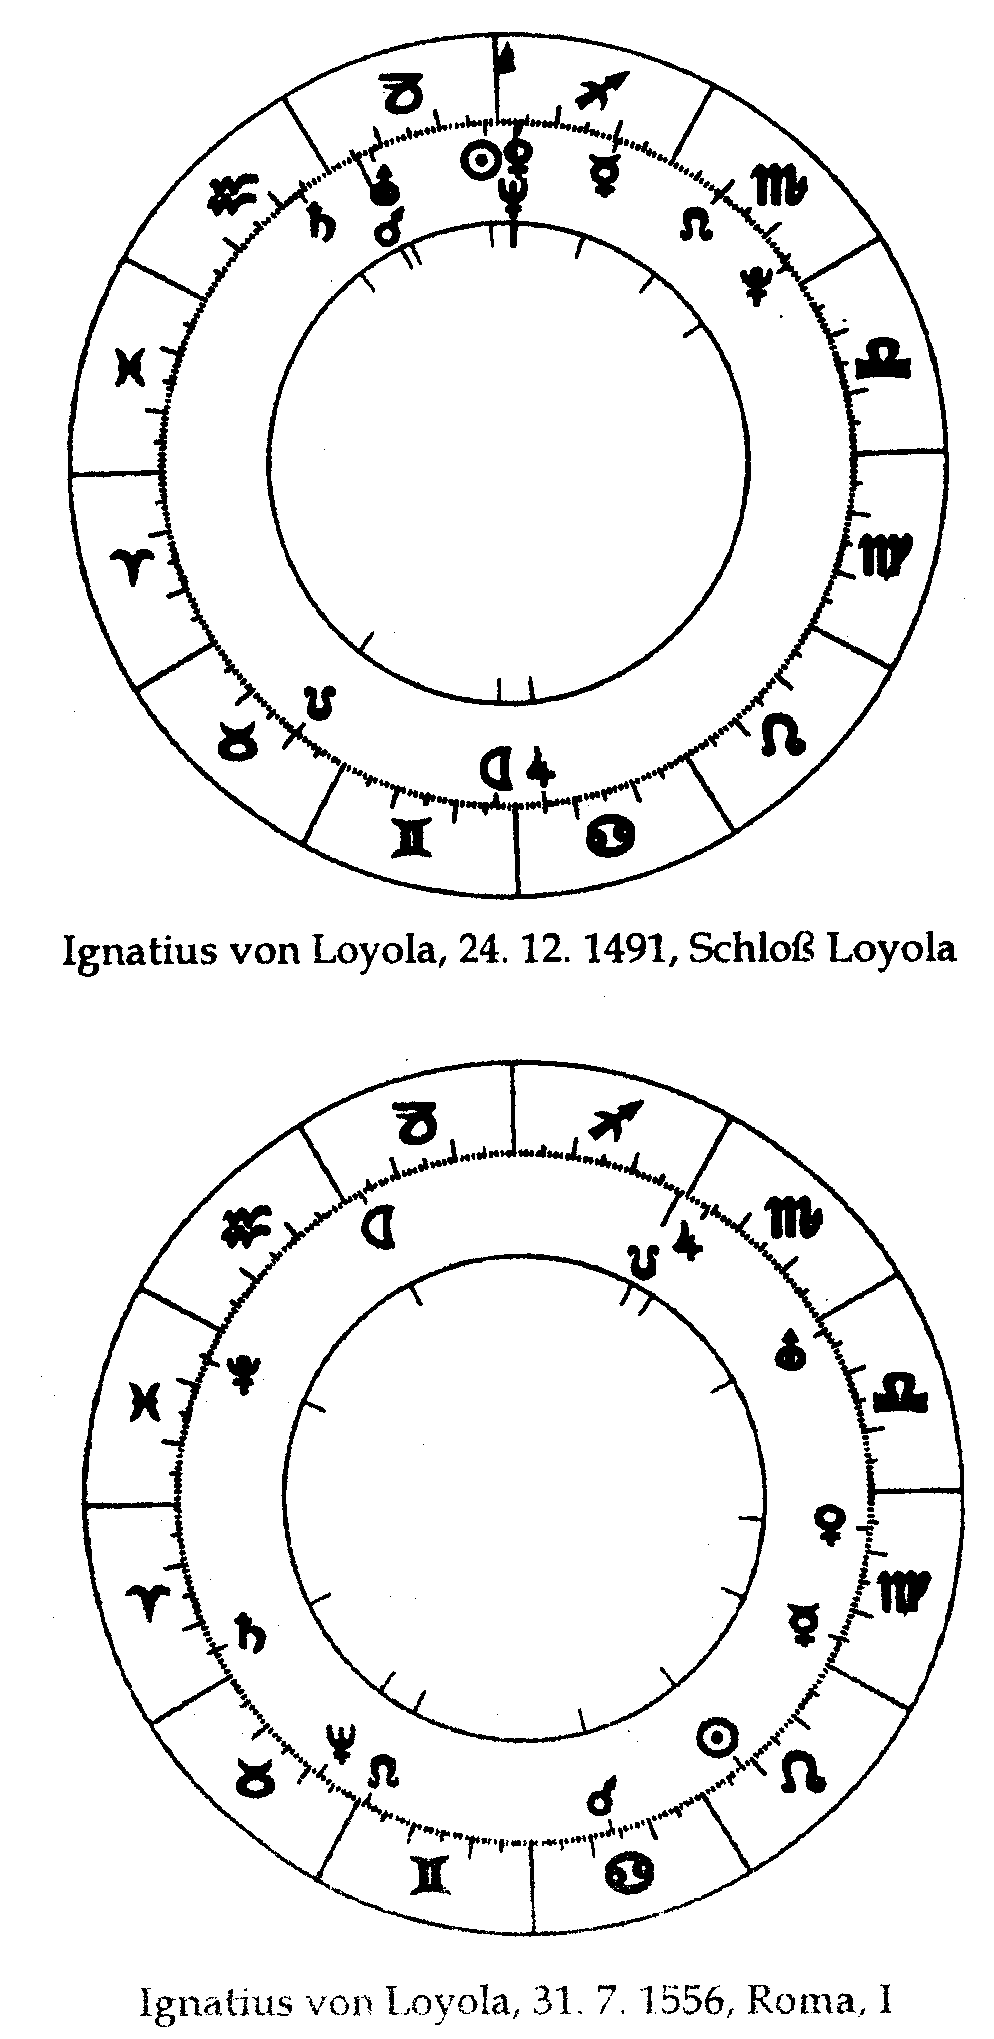 Ignatius von Loyola, 24. 12. 1491, Schloß Loyola
Ignatius von Loyola, 31. 7. 1556, Roma, I